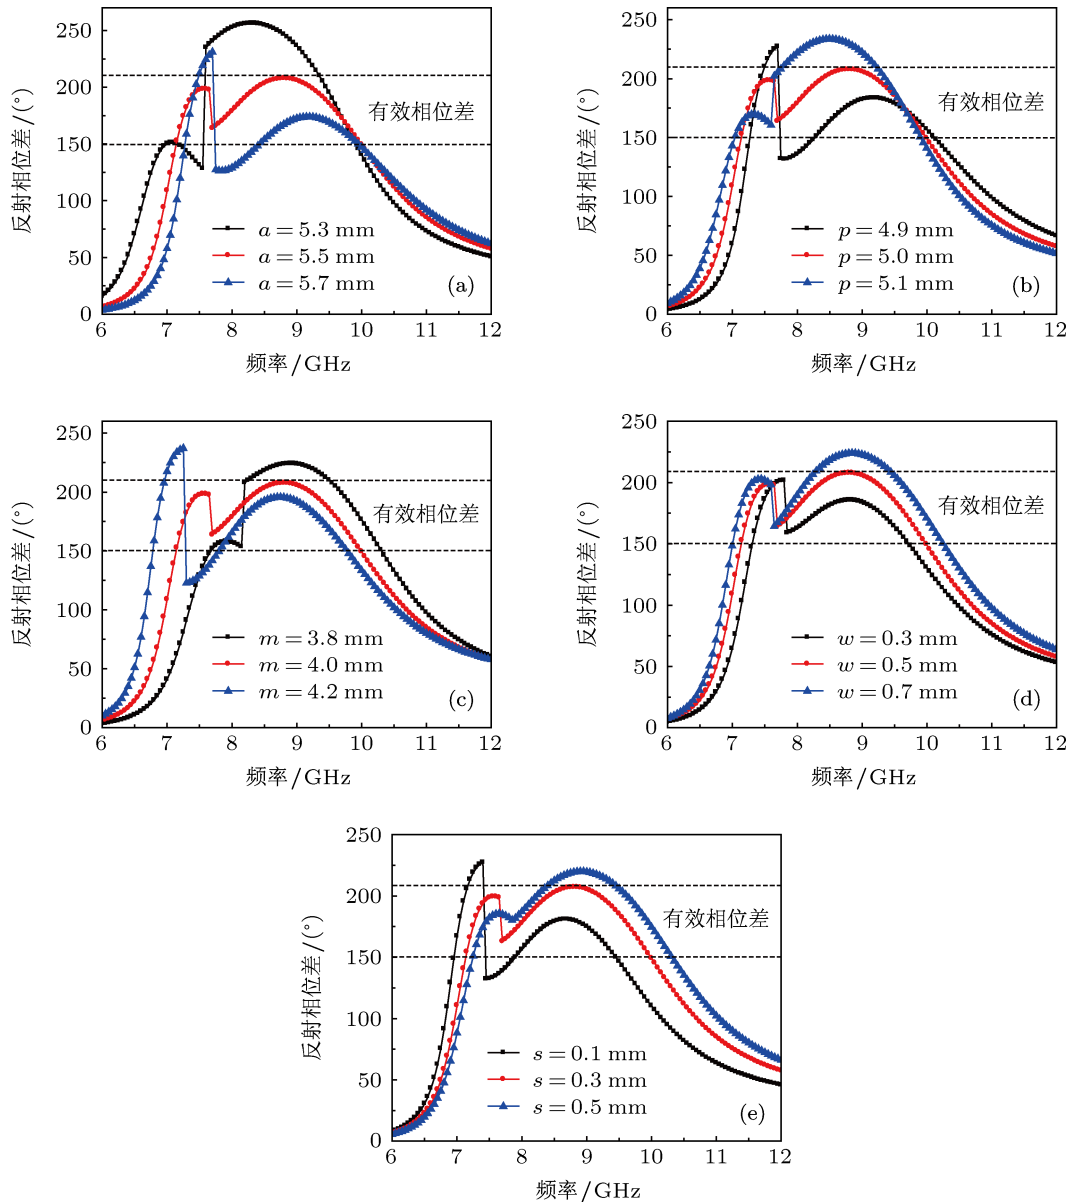 反射相位差/(°)
250
200
150
100
50
0
有效相位差
a = 5.3 mm
a = 5.5 mm
a = 5.7 mm
(a)
6 7 8 9 10 11 12
频率/GHz
反射相位差/(°)
250
200
150
100
50
0
有效相位差
p = 4.9 mm
p = 5.0 mm
p = 5.1 mm
(b)
6 7 8 9 10 11 12
频率/GHz
反射相位差/(°)
250
200
150
100
50
0
有效相位差
m = 3.8 mm
m = 4.0 mm
m = 4.2 mm
(c)
6 7 8 9 10 11 12
频率/GHz
反射相位差/(°)
250
200
150
100
50
0
有效相位差
w = 0.3 mm
w = 0.5 mm
w = 0.7 mm
(d)
6 7 8 9 10 11 12
频率/GHz
反射相位差/(°)
250
200
150
100
50
0
有效相位差
s = 0.1 mm
s = 0.3 mm
s = 0.5 mm
(e)
6 7 8 9 10 11 12
频率/GHz